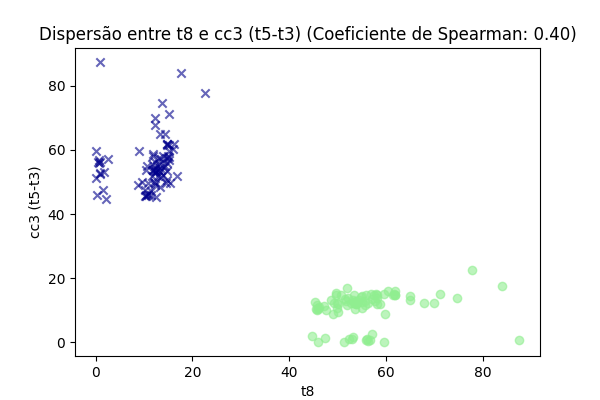 Dispersão entre t8 e cc3 (t5-t3) (Coeficiente de Spearman: 0.40)
80
60
40
20
0
cc3 (t5-t3)
0 20 40 60 80
t8